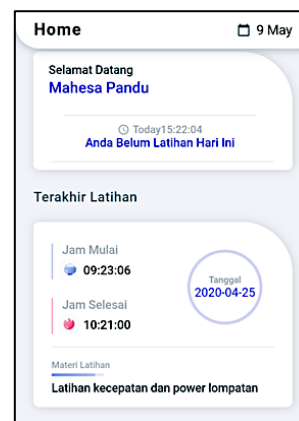 Home
9 May
Selamat Datang
Mahesa Pandu
Today15:22:04
Anda Belum Latihan Hari Ini
Terakhir Latihan
Jam Mulai
09:23:06
Tanggal
2020-04-25
Jam Selesai
10:21:00
Materi Latihan
Latihan kecepatan dan power lompatan